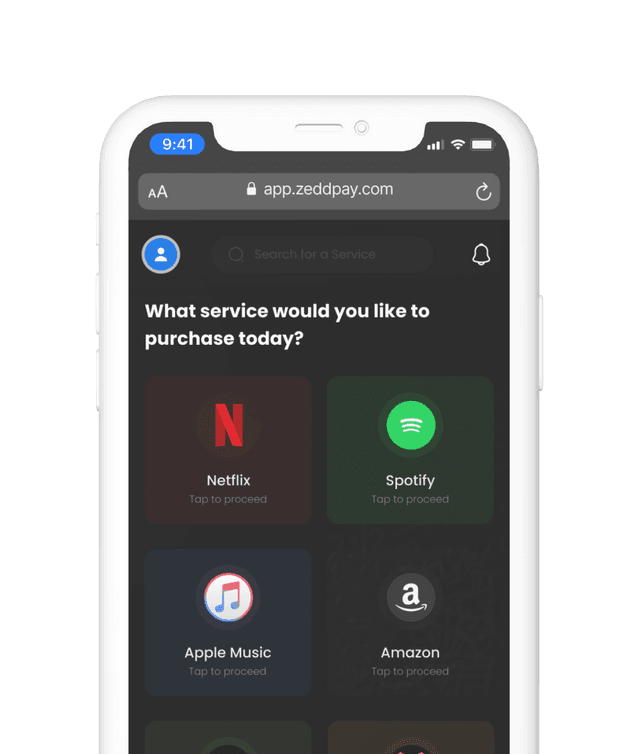 9:41
AA app.zeddpay.com
Search for a Service
What service would you like to
purchase today?
Netflix Spotify
Tap to proceed Tap to proceed
Apple Music Amazon
Tap to proceed Tap to proceed